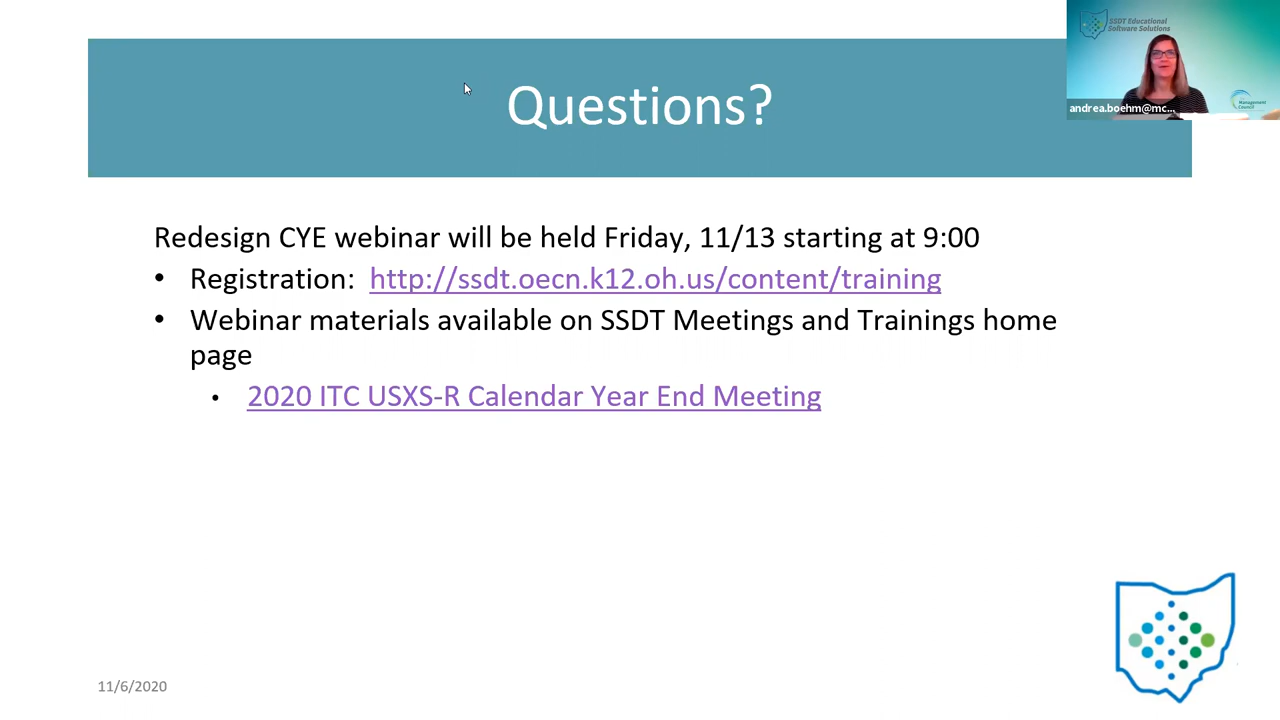 SSDT Educational
Software Solutions
Questions?
andrea.boehm@mc...
Management
Council
Redesign CYE webinar will be held Friday, 11/13 starting at 9:00
• Registration: http://ssdt.oecn.k12.oh.us/content/training
• Webinar materials available on SSDT Meetings and Trainings home
page
• 2020 ITC USXS-R Calendar Year End Meeting
11/6/2020